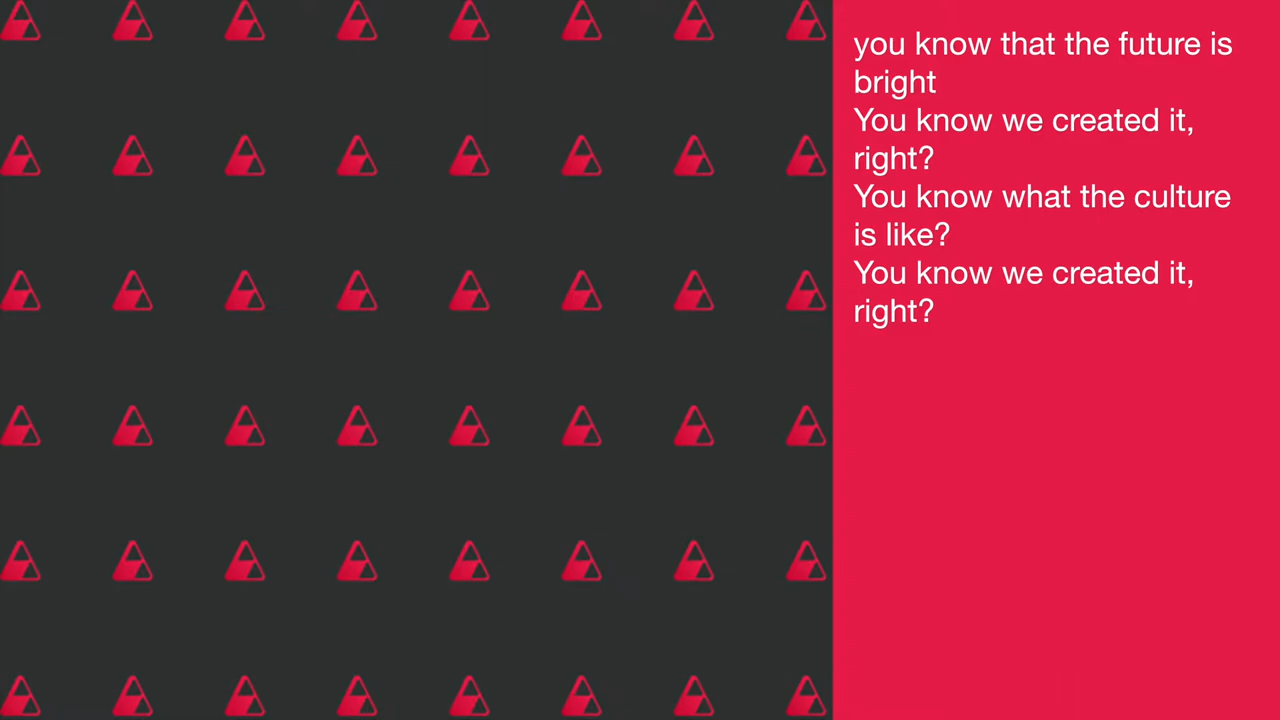 you know that the future is
bright
You know we created it,
right?
You know what the culture
is like?
You know we created it,
right?